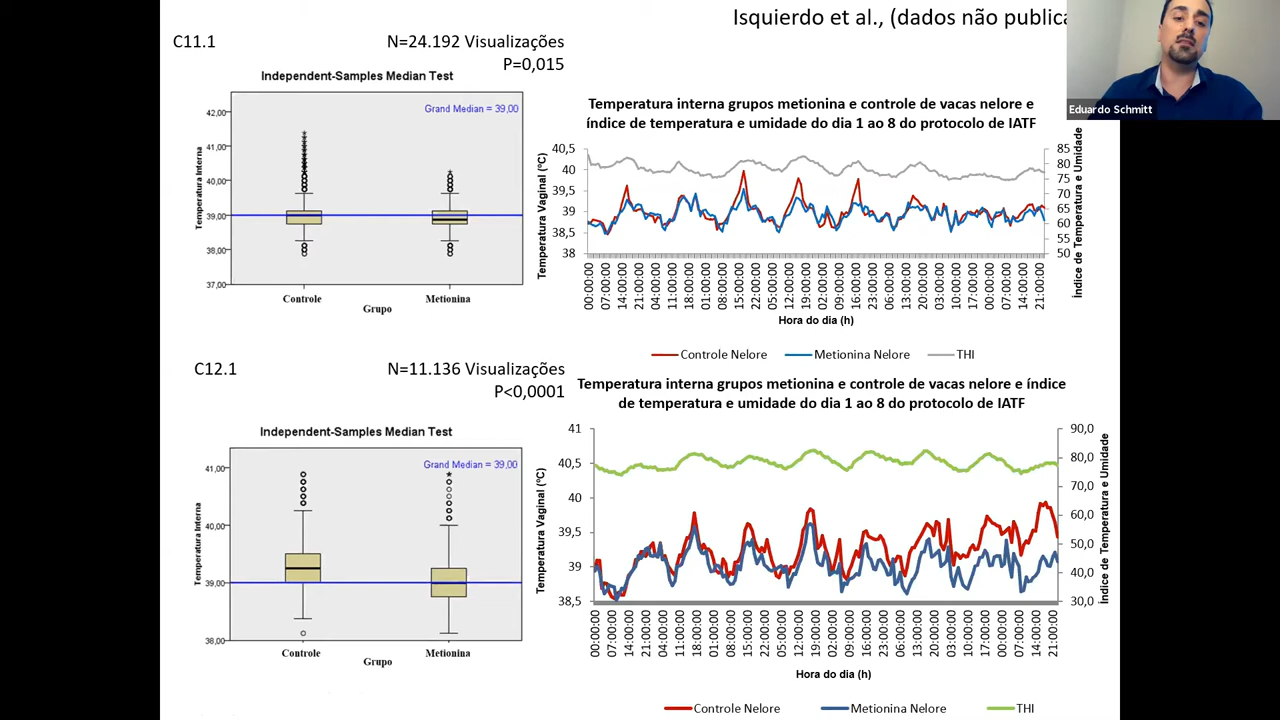 Isquierdo et al., (dados não publica
Eduardo Schmitt
C11.1
N=24.192 Visualizações
P=0,015
Independent-Samples Median Test
Grand Median = 39,00
42,00
41,00
40,00
39,00
38,00
37,00
Temperatura Interna
Controle
Metionina
Grupo
Temperatura interna grupos metionina e controle de vacas nelore e
índice de temperatura e umidade do dia 1 ao 8 do protocolo de IATF
40,5
40
39,5
39
38,5
38
Temperatura Vaginal (ºC)
85
80
75
70
65
60
55
50
Índice de Temperatura e Umidade
00:00:00
07:00:00
14:00:00
21:00:00
04:00:00
11:00:00
18:00:00
01:00:00
08:00:00
15:00:00
22:00:00
05:00:00
12:00:00
19:00:00
02:00:00
09:00:00
16:00:00
23:00:00
06:00:00
13:00:00
20:00:00
03:00:00
10:00:00
17:00:00
00:00:00
07:00:00
14:00:00
21:00:00
Hora do dia (h)
Controle Nelore
Metionina Nelore
THI
C12.1
N=11.136 Visualizações
P<0,0001
Independent-Samples Median Test
Grand Median = 39,00
41,00
40,00
39,00
38,00
Temperatura Interna
Controle
Metionina
Grupo
Temperatura interna grupos metionina e controle de vacas nelore e índice
de temperatura e umidade do dia 1 ao 8 do protocolo de IATF
41
40,5
40
39,5
39
38,5
Temperatura Vaginal (ºC)
90,0
80,0
70,0
60,0
50,0
40,0
30,0
Índice de Temperatura e Umidade
00:00:00
07:00:00
14:00:00
21:00:00
04:00:00
11:00:00
18:00:00
01:00:00
08:30:00
15:30:00
22:30:00
05:30:00
12:00:00
19:00:00
02:00:00
09:00:00
16:00:00
23:00:00
06:00:00
13:00:00
20:00:00
03:00:00
10:00:00
17:00:00
00:00:00
07:00:00
14:00:00
21:00:00
Hora do dia (h)
Controle Nelore
Metionina Nelore
THI